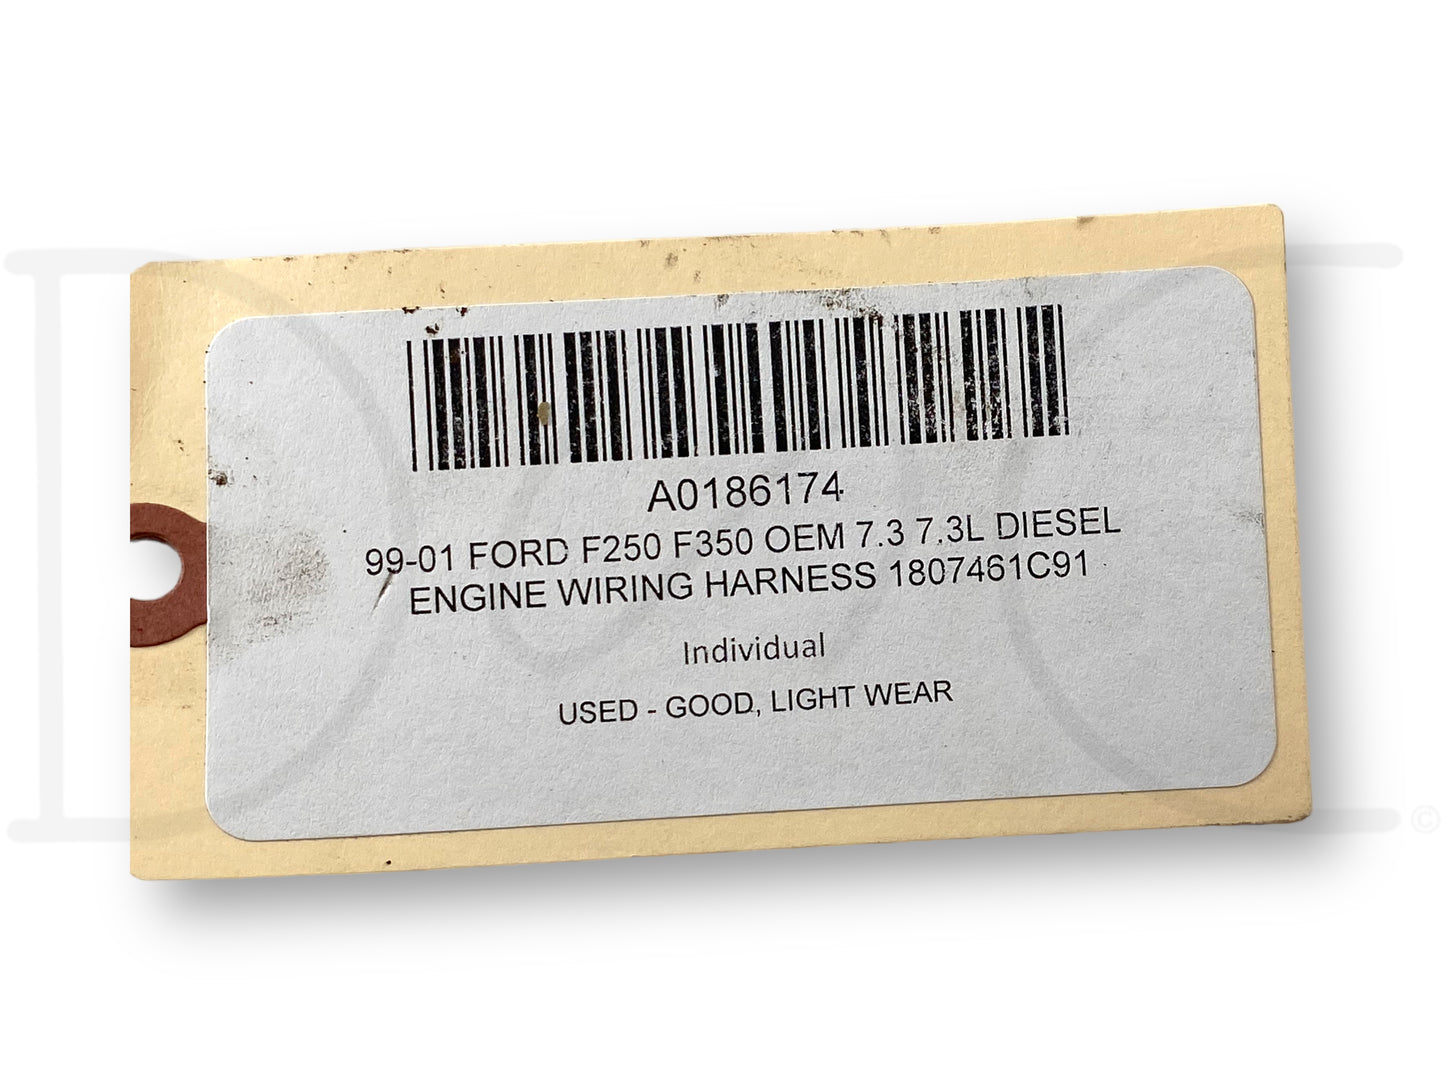 A0186174
99-01 FORD F250 F350 OEM 7.3 7.3L DIESEL
ENGINE WIRING HARNESS 1807461C91
Individual
USED - GOOD, LIGHT WEAR
©